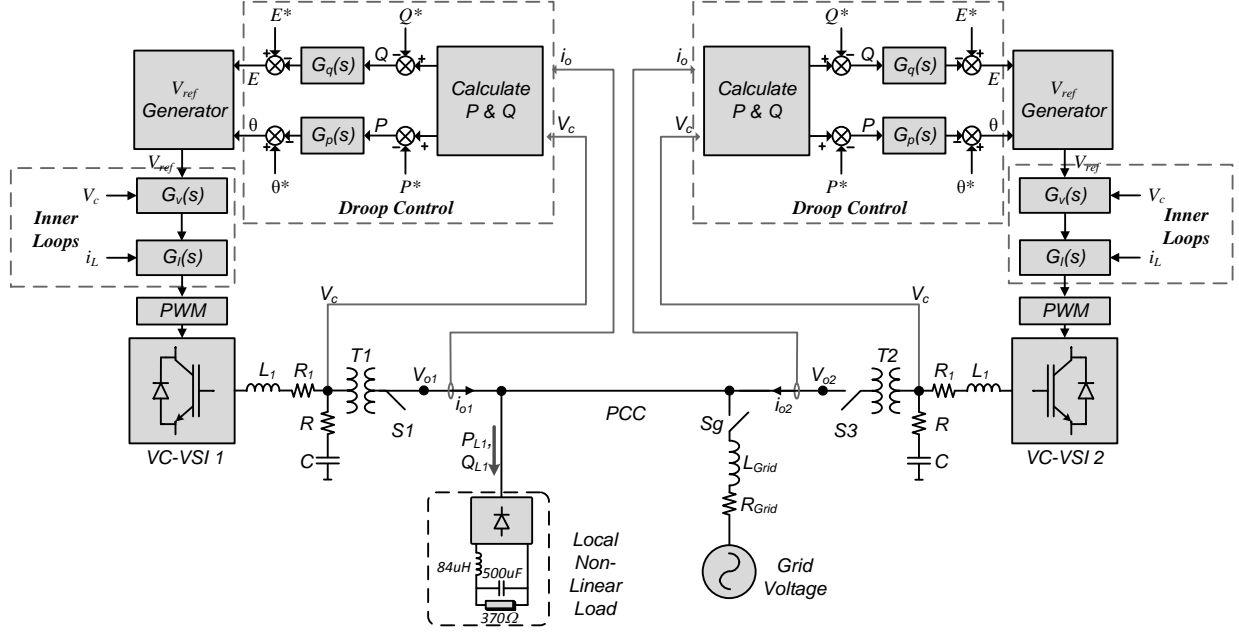 E*
Q*
Q*
E*
V_ref
Generator
E
+
−
G_q(s)
Q
−
+
Calculate
P & Q
i_o
V_c
θ
+
−
G_p(s)
P
−
+
θ*
P*
Droop Control
i_o
V_c
Calculate
P & Q
+
−
Q
G_q(s)
−
+
E
+
−
P
G_p(s)
−
+
θ
P*
θ*
Droop Control
V_ref
Generator
V_ref
V_c
G_v(s)
Inner
Loops
i_L
G_I(s)
PWM
V_ref
G_v(s)
V_c
Inner
Loops
G_I(s)
i_L
PWM
V_c
V_c
VC-VSI 1
L_1
R_1
T1
R
C
S1
V_o1
i_o1
PCC
V_o2
i_o2
T2
S3
R_1
L_1
R
C
VC-VSI 2
P_L1,
Q_L1
Sg
L_Grid
R_Grid
Grid
Voltage
84uH
500uF
370Ω
Local
Non-
Linear
Load